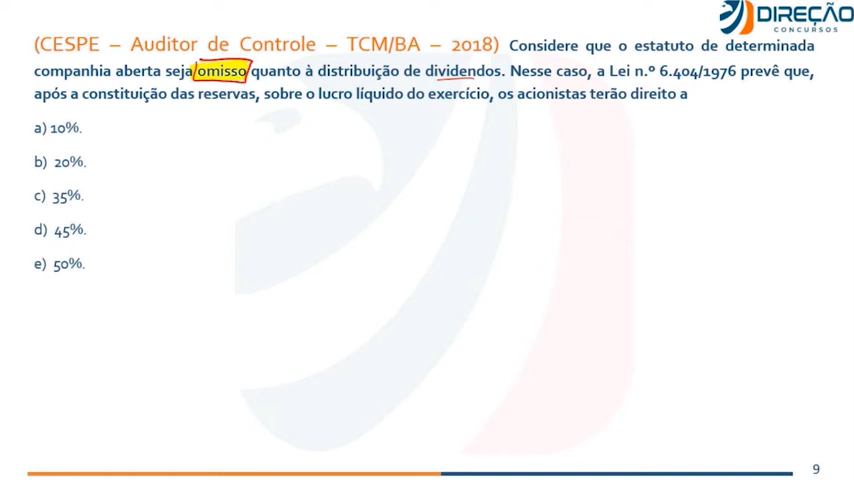 DIREÇÃO
CONCURSOS
(CESPE – Auditor de Controle – TCM/BA – 2018) Considere que o estatuto de determinada
companhia aberta seja omisso quanto à distribuição de dividendos. Nesse caso, a Lei n.º 6.404/1976 prevê que,
após a constituição das reservas, sobre o lucro líquido do exercício, os acionistas terão direito a
a) 10%.
b) 20%.
c) 35%.
d) 45%.
e) 50%.
9